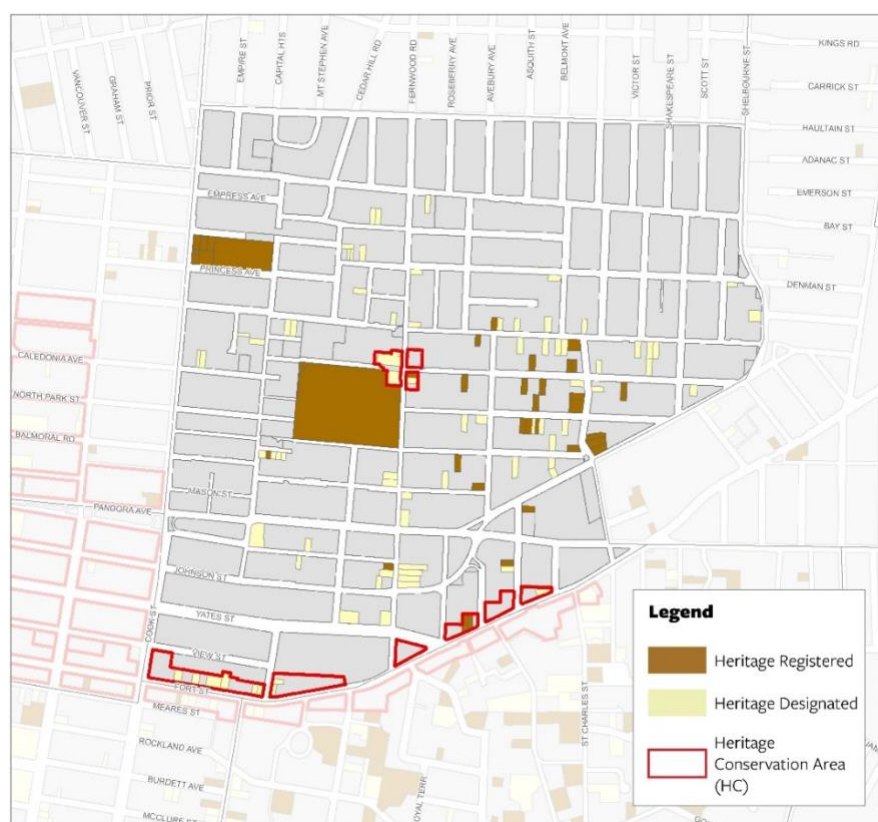 EMPIRE ST
CAPITAL HTS
MT STEPHEN AVE
CEDAR HILL RD
FERNWOOD RD
ROSEBERRY AVE
AVEBURY AVE
ASQUITH ST
BELMONT AVE
VICTOR ST
SHAKESPEARE ST
SCOTT ST
SHELBOURNE ST
KINGS RD
VANCOUVER ST
GRAHAM ST
PRIOR ST
CARRICK ST
HAULTAIN ST
ADANAC ST
EMERSON ST
EMPRESS AVE
BAY ST
PRINCESS AVE
DENMAN ST
CALEDONIA AVE
NORTH PARK ST
BALMORAL RD
MASON ST
PANDORA AVE
JOHNSON ST
YATES ST
COOK ST
VIEW ST
FORT ST
MEARES ST
ROCKLAND AVE
BURDETT AVE
MCCLURE ST
OYAL TERR
ST CHARLES ST
Legend
Heritage Registered
Heritage Designated
Heritage
Conservation Area
(HC)